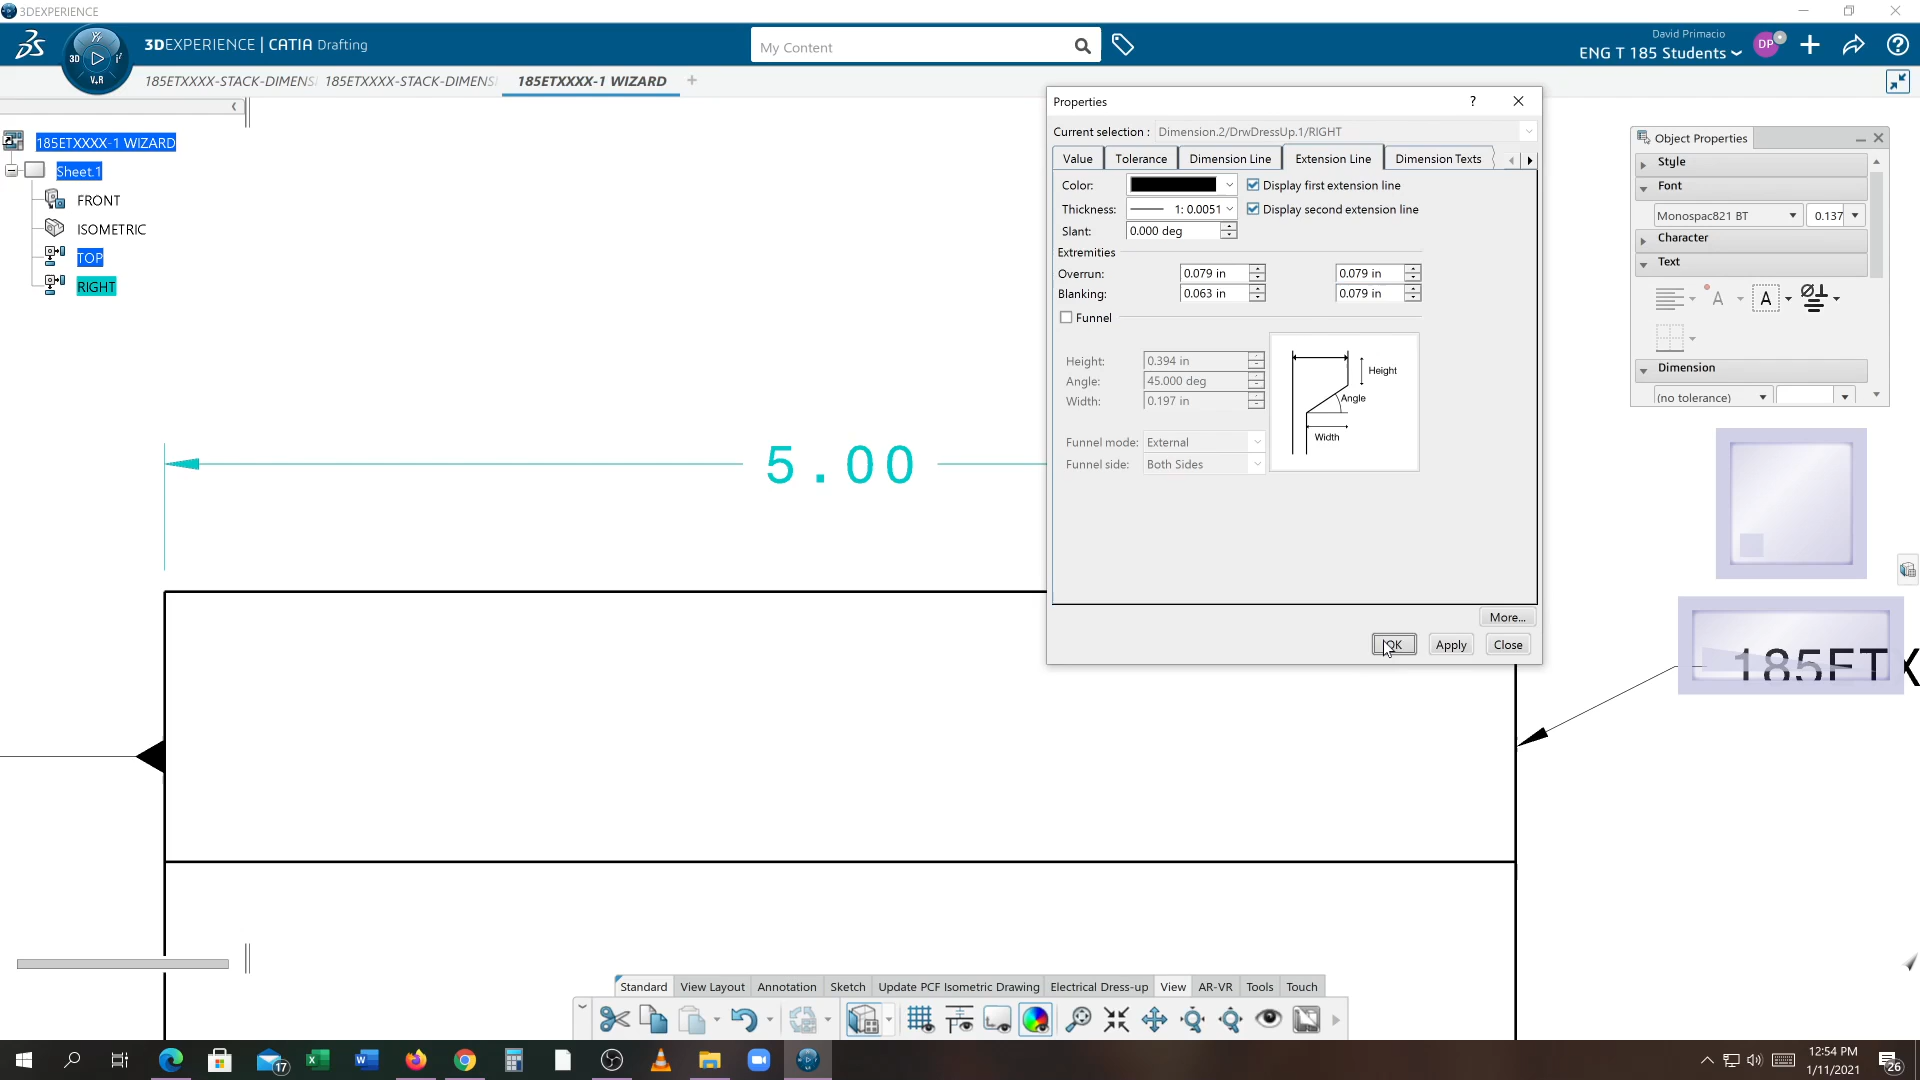 3DEXPERIENCE
3DEXPERIENCE | CATIA Drafting
My Content
David Primacio
ENG T 185 Students
DP
3D
V+R
185ETXXXX-STACK-DIMENS
185ETXXXX-STACK-DIMENS
185ETXXXX-1 WIZARD
185ETXXXX-1 WIZARD
Sheet.1
FRONT
ISOMETRIC
TOP
RIGHT
5.00
Properties
Current selection : Dimension.2/DrwDressUp.1/RIGHT
Value
Tolerance
Dimension Line
Extension Line
Dimension Texts
Color:
Display first extension line
Thickness: 1: 0.0051
Display second extension line
Slant: 0.000 deg
Extremities
Overrun: 0.079 in 0.079 in
Blanking: 0.063 in 0.079 in
Funnel
Height: 0.394 in
Angle: 45.000 deg
Width: 0.197 in
Funnel mode: External
Funnel side: Both Sides
Height
Angle
Width
More...
OK
Apply
Close
Object Properties
Style
Font
Monospac821 BT 0.137
Character
Text
Dimension
(no tolerance)
185ETX
Standard
View Layout
Annotation
Sketch
Update PCF Isometric Drawing
Electrical Dress-up
View
AR-VR
Tools
Touch
17
12:54 PM
1/11/2021
26